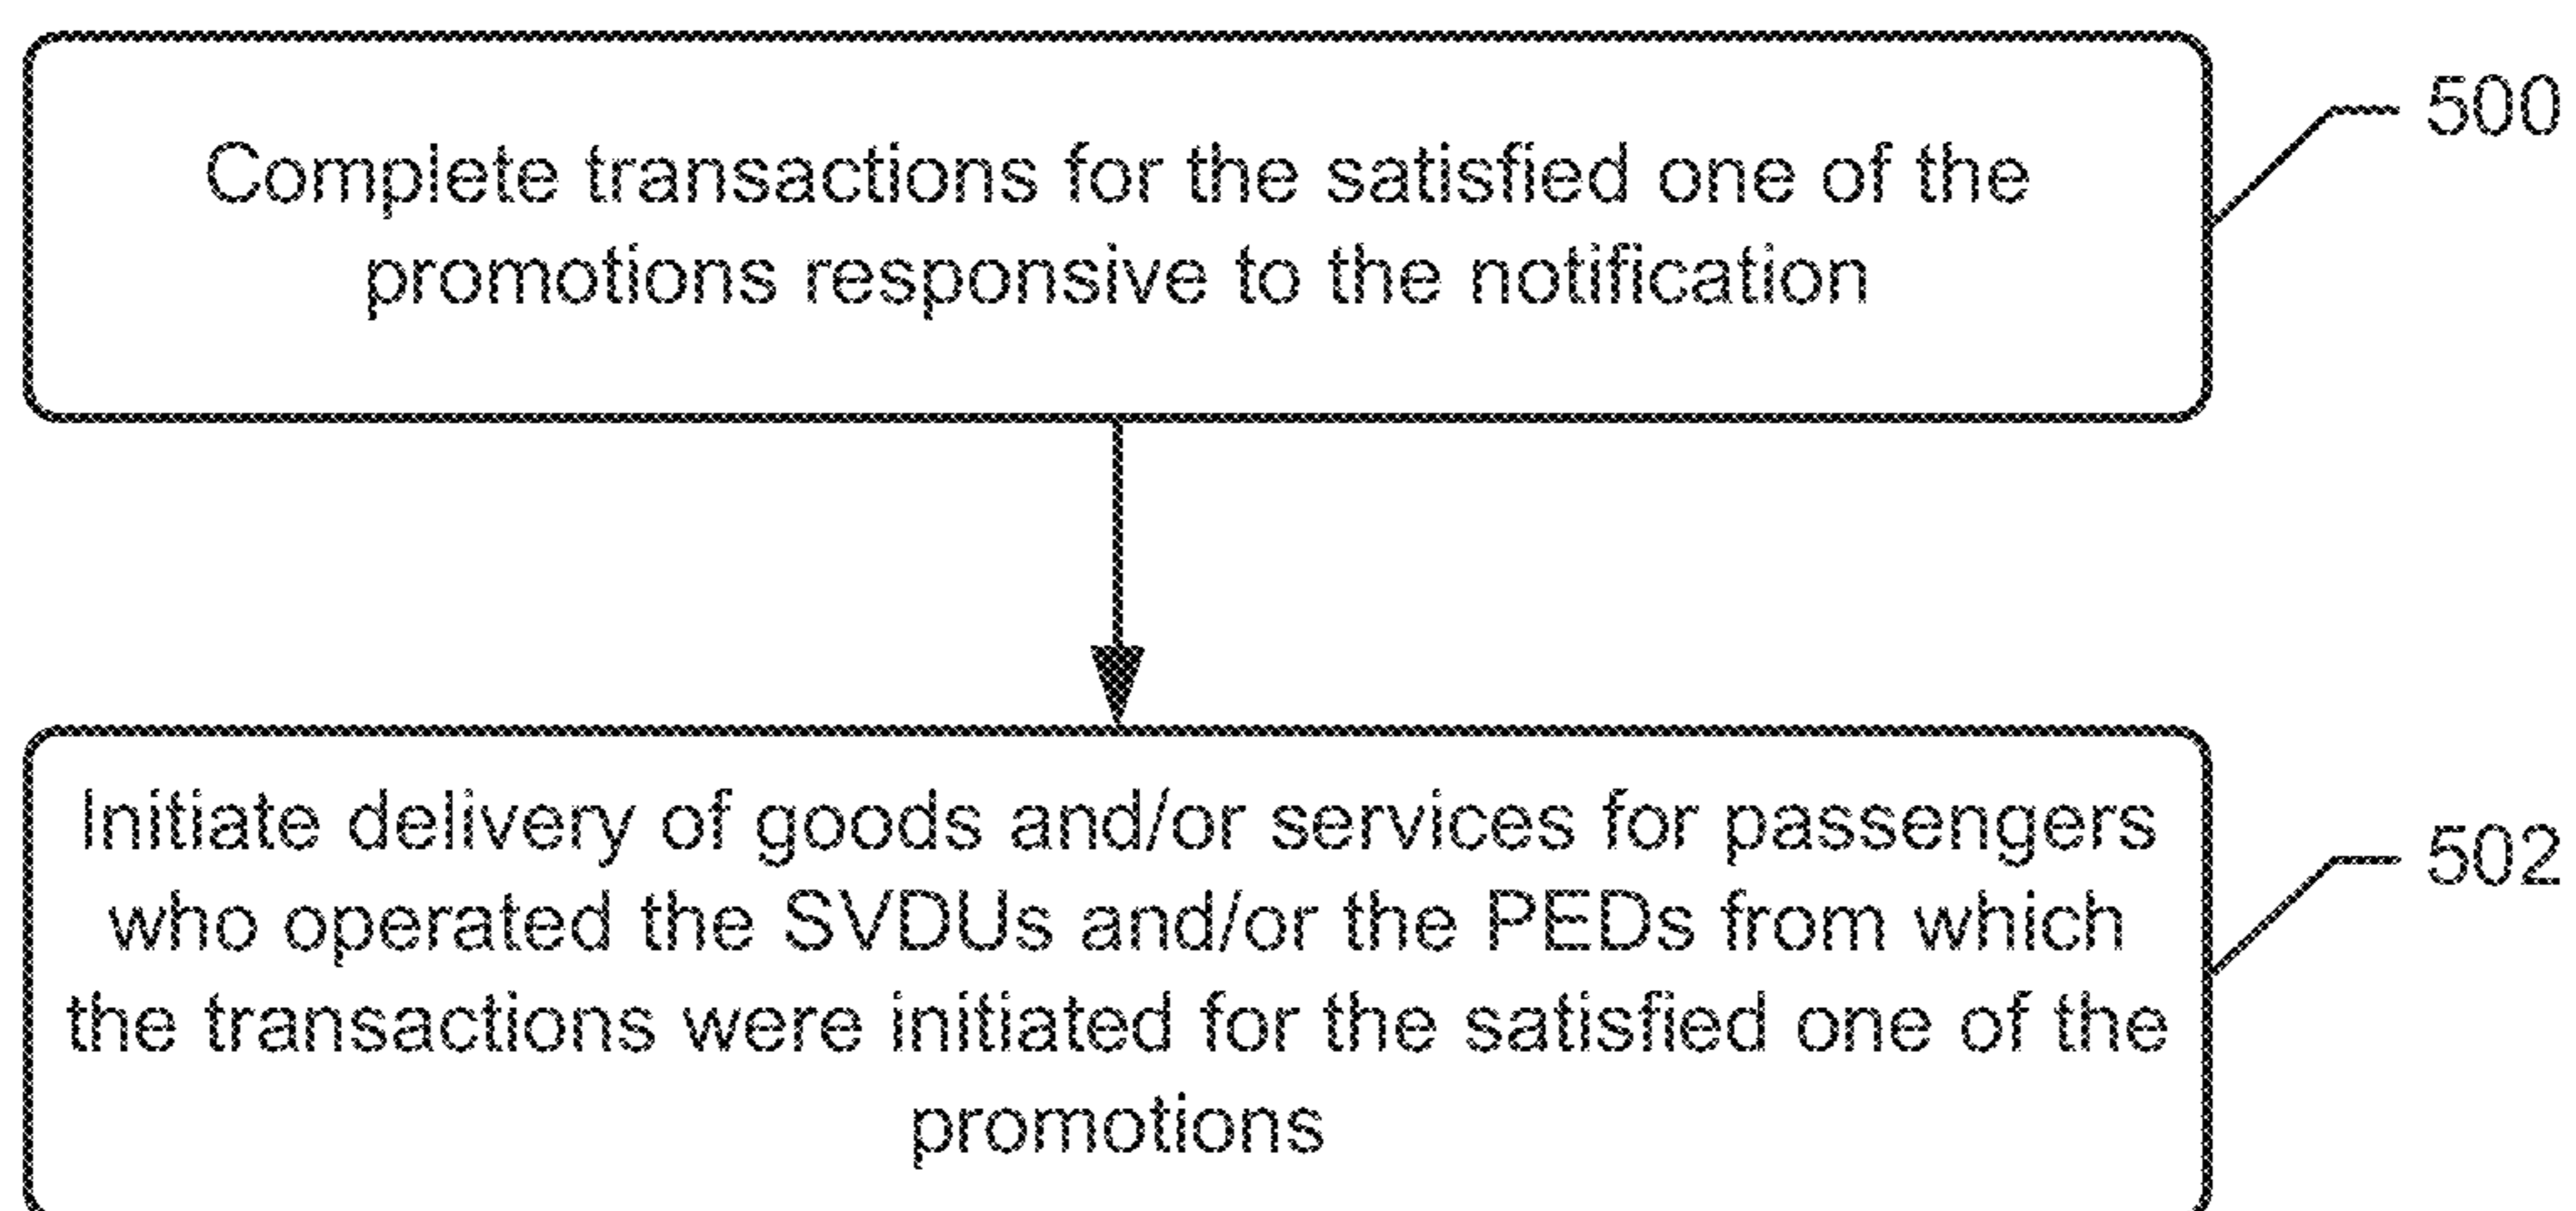 Complete transactions for the satisfied one of the
promotions responsive to the notification
500
Initiate delivery of goods and/or services for passengers
who operated the SVDUs and/or the PEDs from which
the transactions were initiated for the satisfied one of the
promotions
502